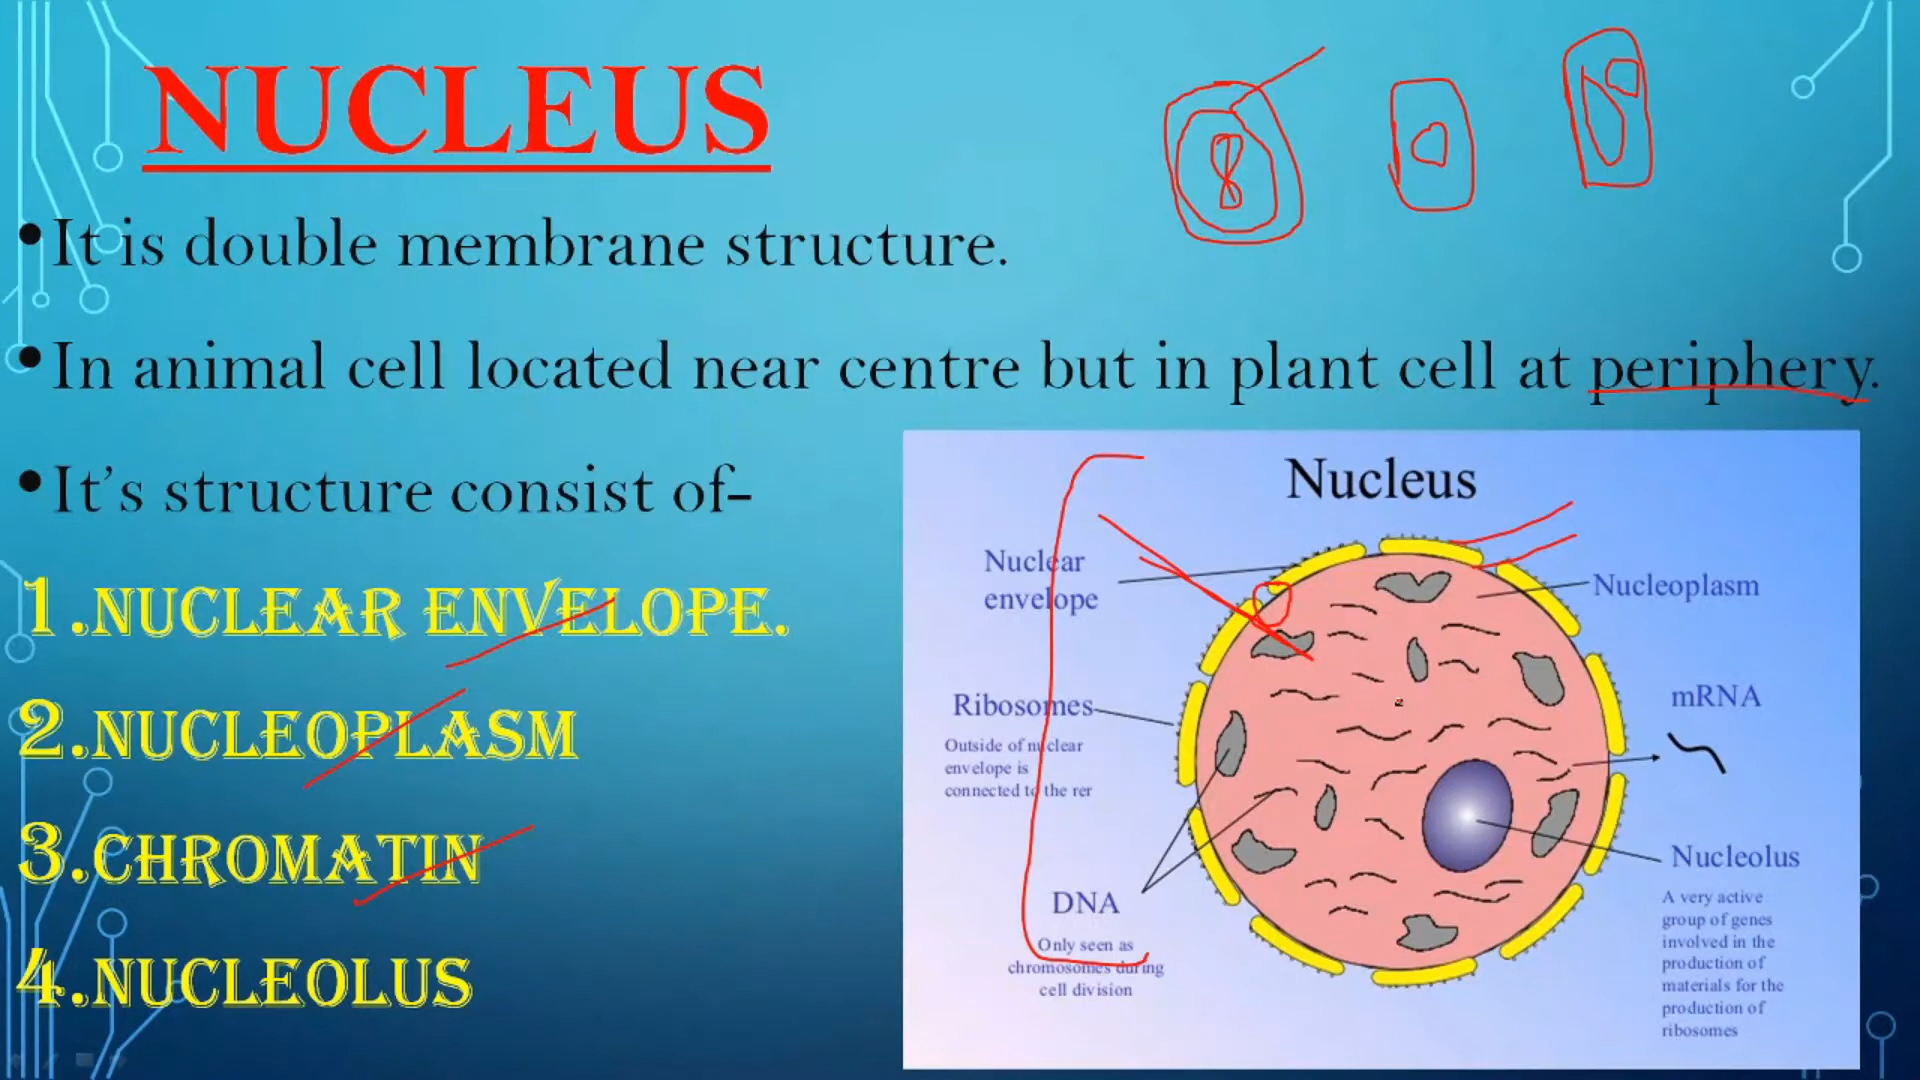 NUCLEUS
•It is double membrane structure.
•In animal cell located near centre but in plant cell at periphery.
•It's structure consist of-
1.NUCLEAR ENVELOPE.
2.NUCLEOPLASM
3.CHROMATIN
4.NUCLEOLUS
Nucleus
Nuclear
envelope
Nucleoplasm
Ribosomes
Outside of nuclear
envelope is
connected to the rer
mRNA
DNA
Only seen as
chromosomes during
cell division
Nucleolus
A very active
group of genes
involved in the
production of
materials for the
production of
ribosomes